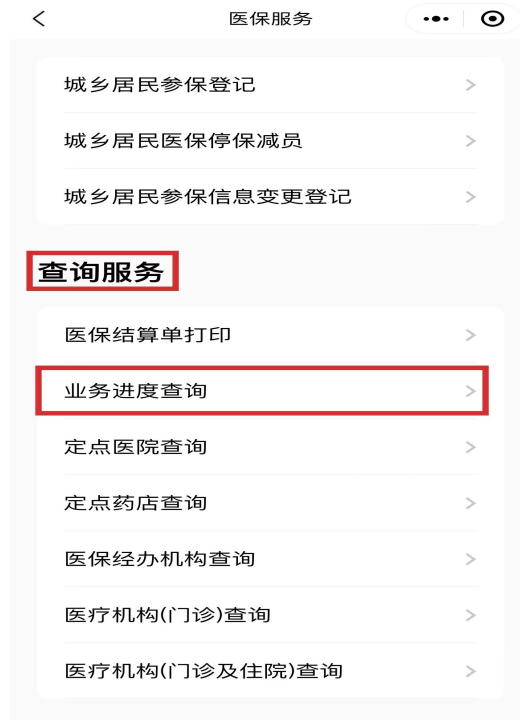 医保服务
城乡居民参保登记
城乡居民医保停保减员
城乡居民参保信息变更登记
查询服务
医保结算单打印
业务进度查询
定点医院查询
定点药店查询
医保经办机构查询
医疗机构(门诊)查询
医疗机构(门诊及住院)查询